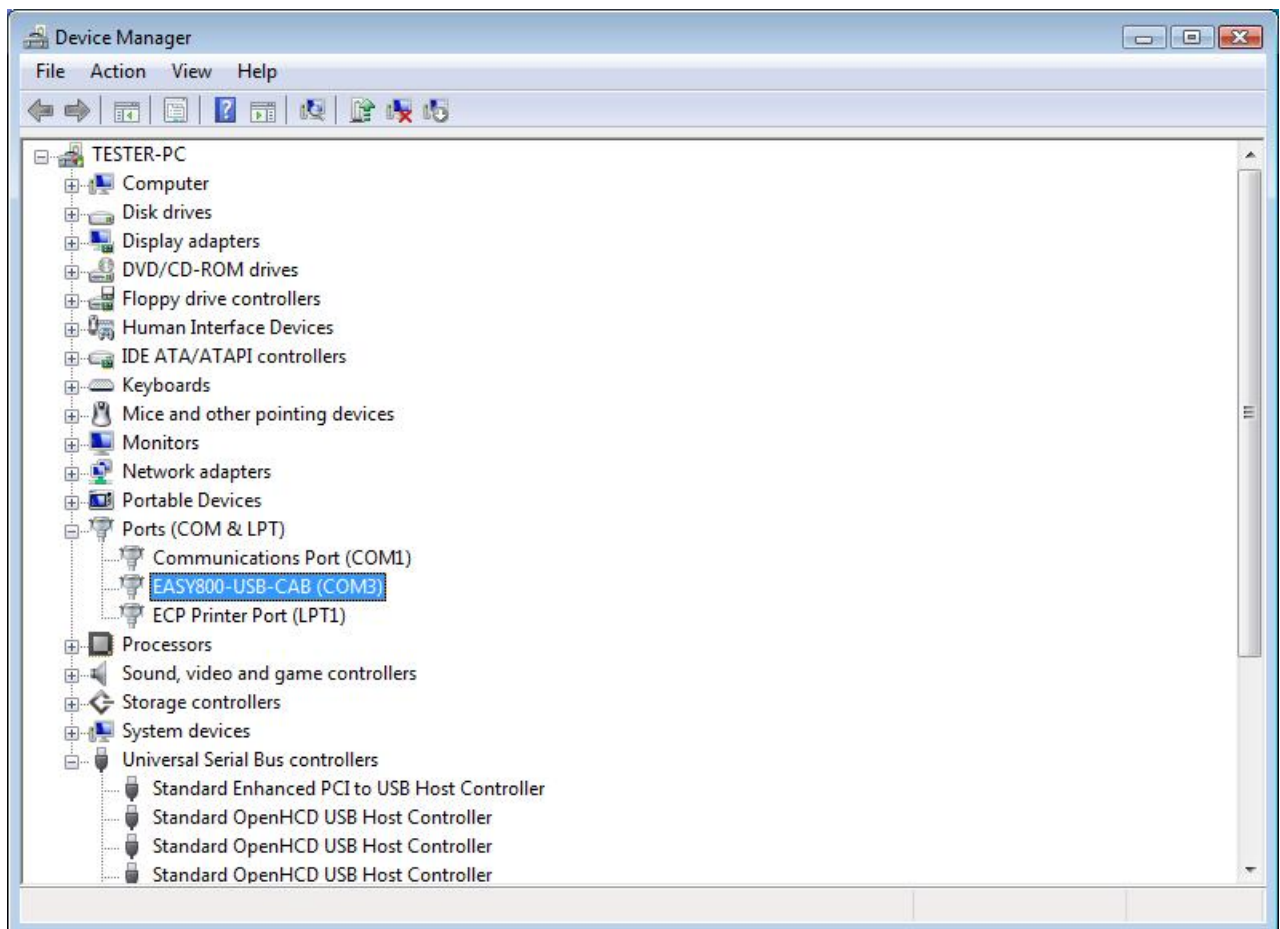 Device Manager
File Action View Help
TESTER-PC
Computer
Disk drives
Display adapters
DVD/CD-ROM drives
Floppy drive controllers
Human Interface Devices
IDE ATA/ATAPI controllers
Keyboards
Mice and other pointing devices
Monitors
Network adapters
Portable Devices
Ports (COM & LPT)
Communications Port (COM1)
EASY800-USB-CAB (COM3)
ECP Printer Port (LPT1)
Processors
Sound, video and game controllers
Storage controllers
System devices
Universal Serial Bus controllers
Standard Enhanced PCI to USB Host Controller
Standard OpenHCD USB Host Controller
Standard OpenHCD USB Host Controller
Standard OpenHCD USB Host Controller